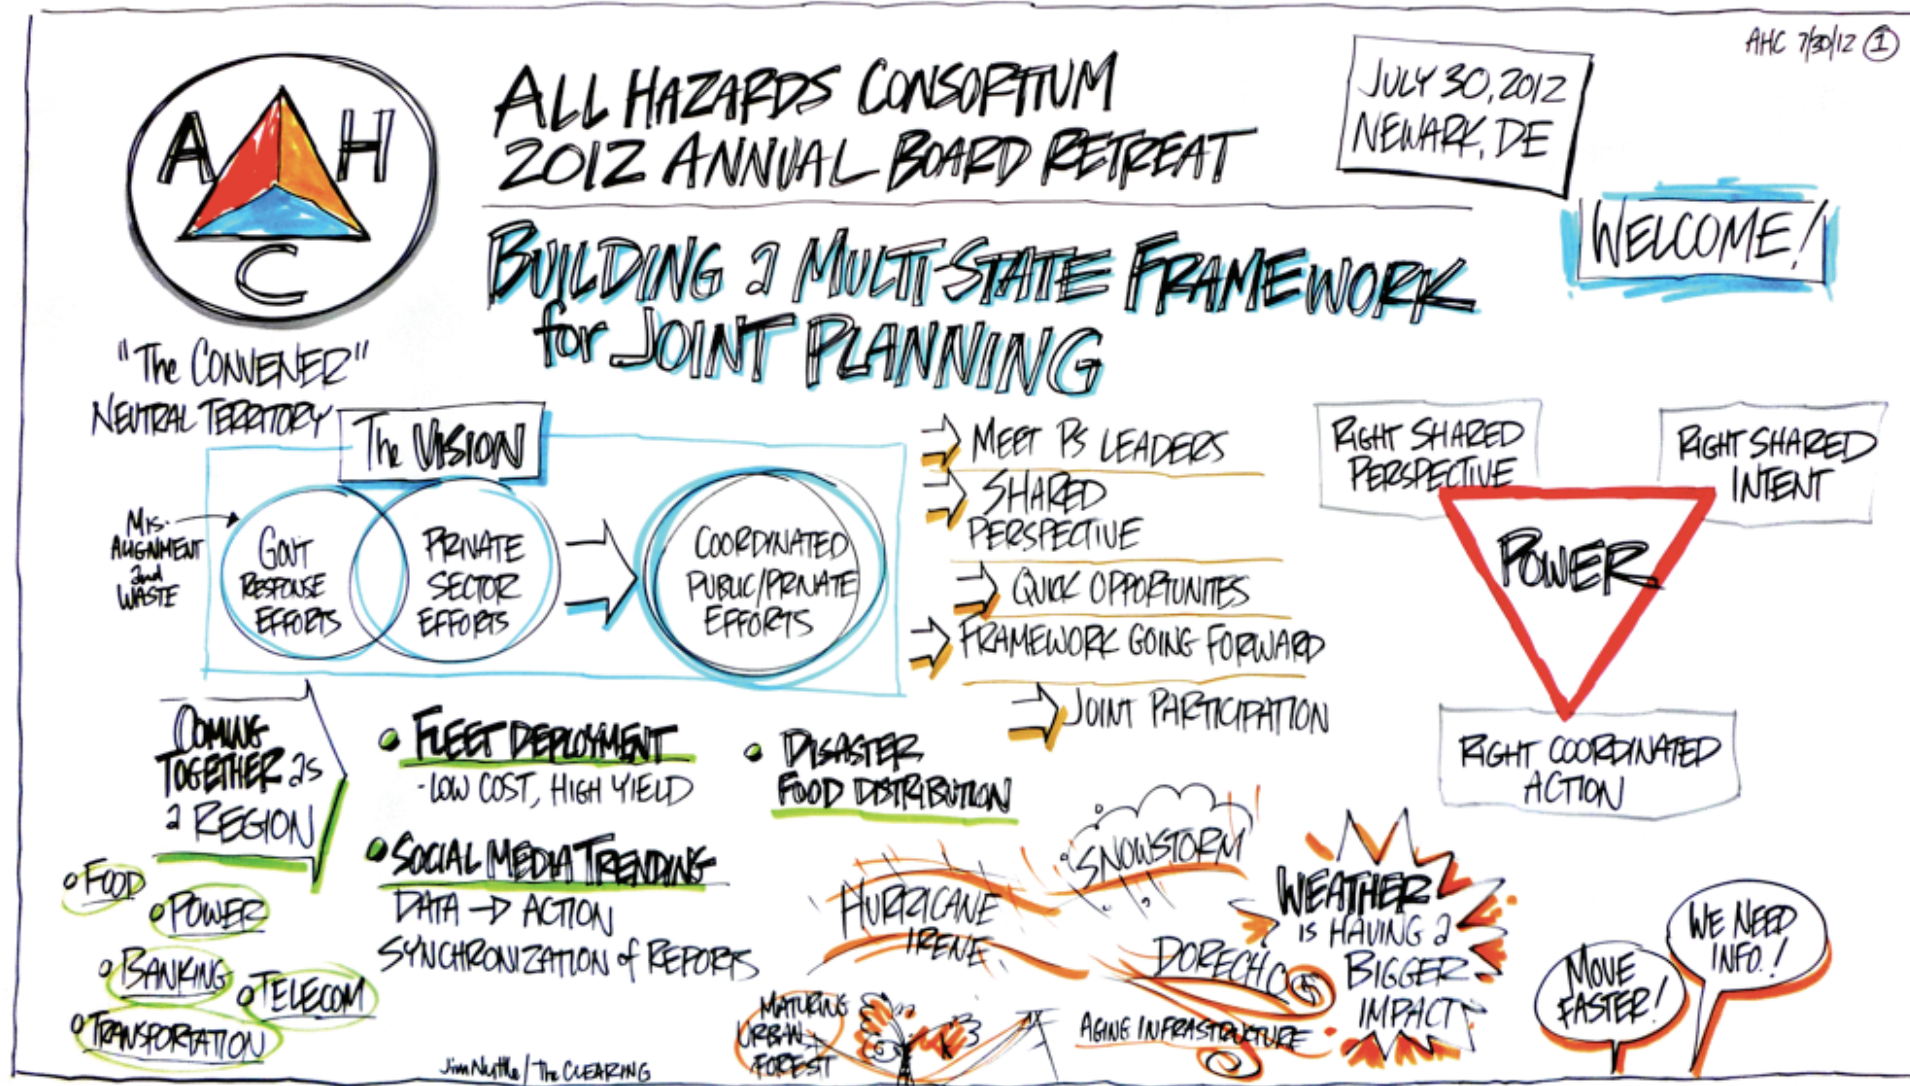 AHC 7/30/12 1
A H
C
ALL HAZARDS CONSORTIUM
2012 ANNUAL BOARD RETREAT
JULY 30, 2012
NEWARK, DE
WELCOME!
BUILDING a MULTI-STATE FRAMEWORK
for JOINT PLANNING
"The CONVENER"
NEUTRAL TERRITORY
The VISION
MIS-
ALIGNMENT
and
WASTE
GOV'T
RESPONSE
EFFORTS
PRIVATE
SECTOR
EFFORTS
COORDINATED
PUBLIC/PRIVATE
EFFORTS
MEET PS LEADERS
SHARED
PERSPECTIVE
QUICK OPPORTUNITES
FRAMEWORK GOING FORWARD
JOINT PARTICIPATION
RIGHT SHARED
PERSPECTIVE
RIGHT SHARED
INTENT
POWER
RIGHT COORDINATED
ACTION
COMING
TOGETHER as
a REGION
FOOD
POWER
BANKING
TELECOM
TRANSPORTATION
FLEET DEPLOYMENT
- LOW COST, HIGH YIELD
SOCIAL MEDIA TRENDING
DATA → ACTION
SYNCHRONIZATION of REPORTS
DISASTER
FOOD DISTRIBUTION
HURRICANE
IRENE
SNOWSTORM
DORECHO
MATURING
URBAN
FOREST
AGING INFRASTRUCTURE
WEATHER
IS HAVING a
BIGGER
IMPACT
MOVE
FASTER!
WE NEED
INFO.!
Jim Nuttle / The CLEARING